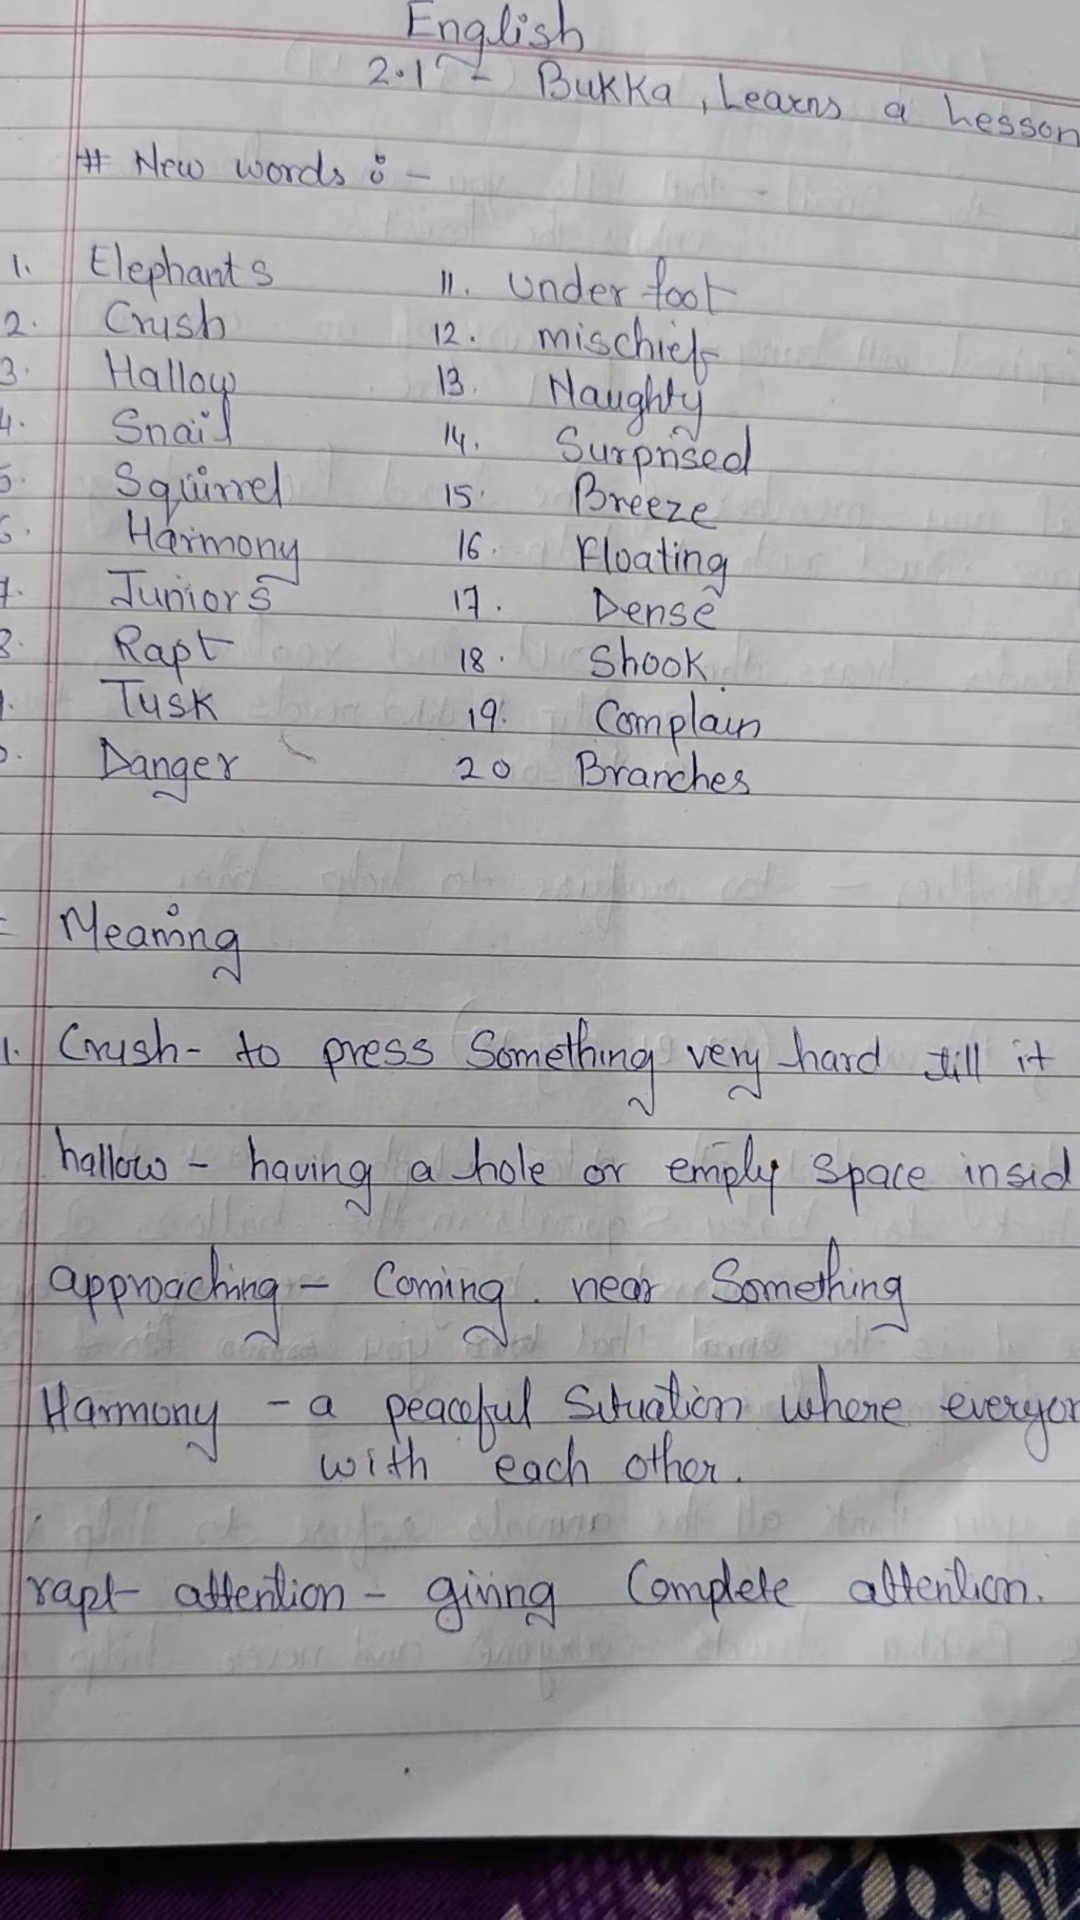 English
2.1 - Bukka, Learns a Lesson
# New words :-
1. Elephants
2. Crush
3. Hallow
4. Snail
5. Squirrel
6. Harmony
7. Juniors
8. Rapt
9. Tusk
0. Danger
11. Under foot
12. mischief
13. Naughty
14. Surprised
15. Breeze
16. Floating
17. Dense
18. Shook
19. Complain
20 Branches
Meaning
1. Crush - to press Something very hard till it
hallow - having a hole or empty space insid
approaching - Coming near Something
Harmony - a peaceful Situation where everyon
with each other.
rapt attention - giving Complete attention.